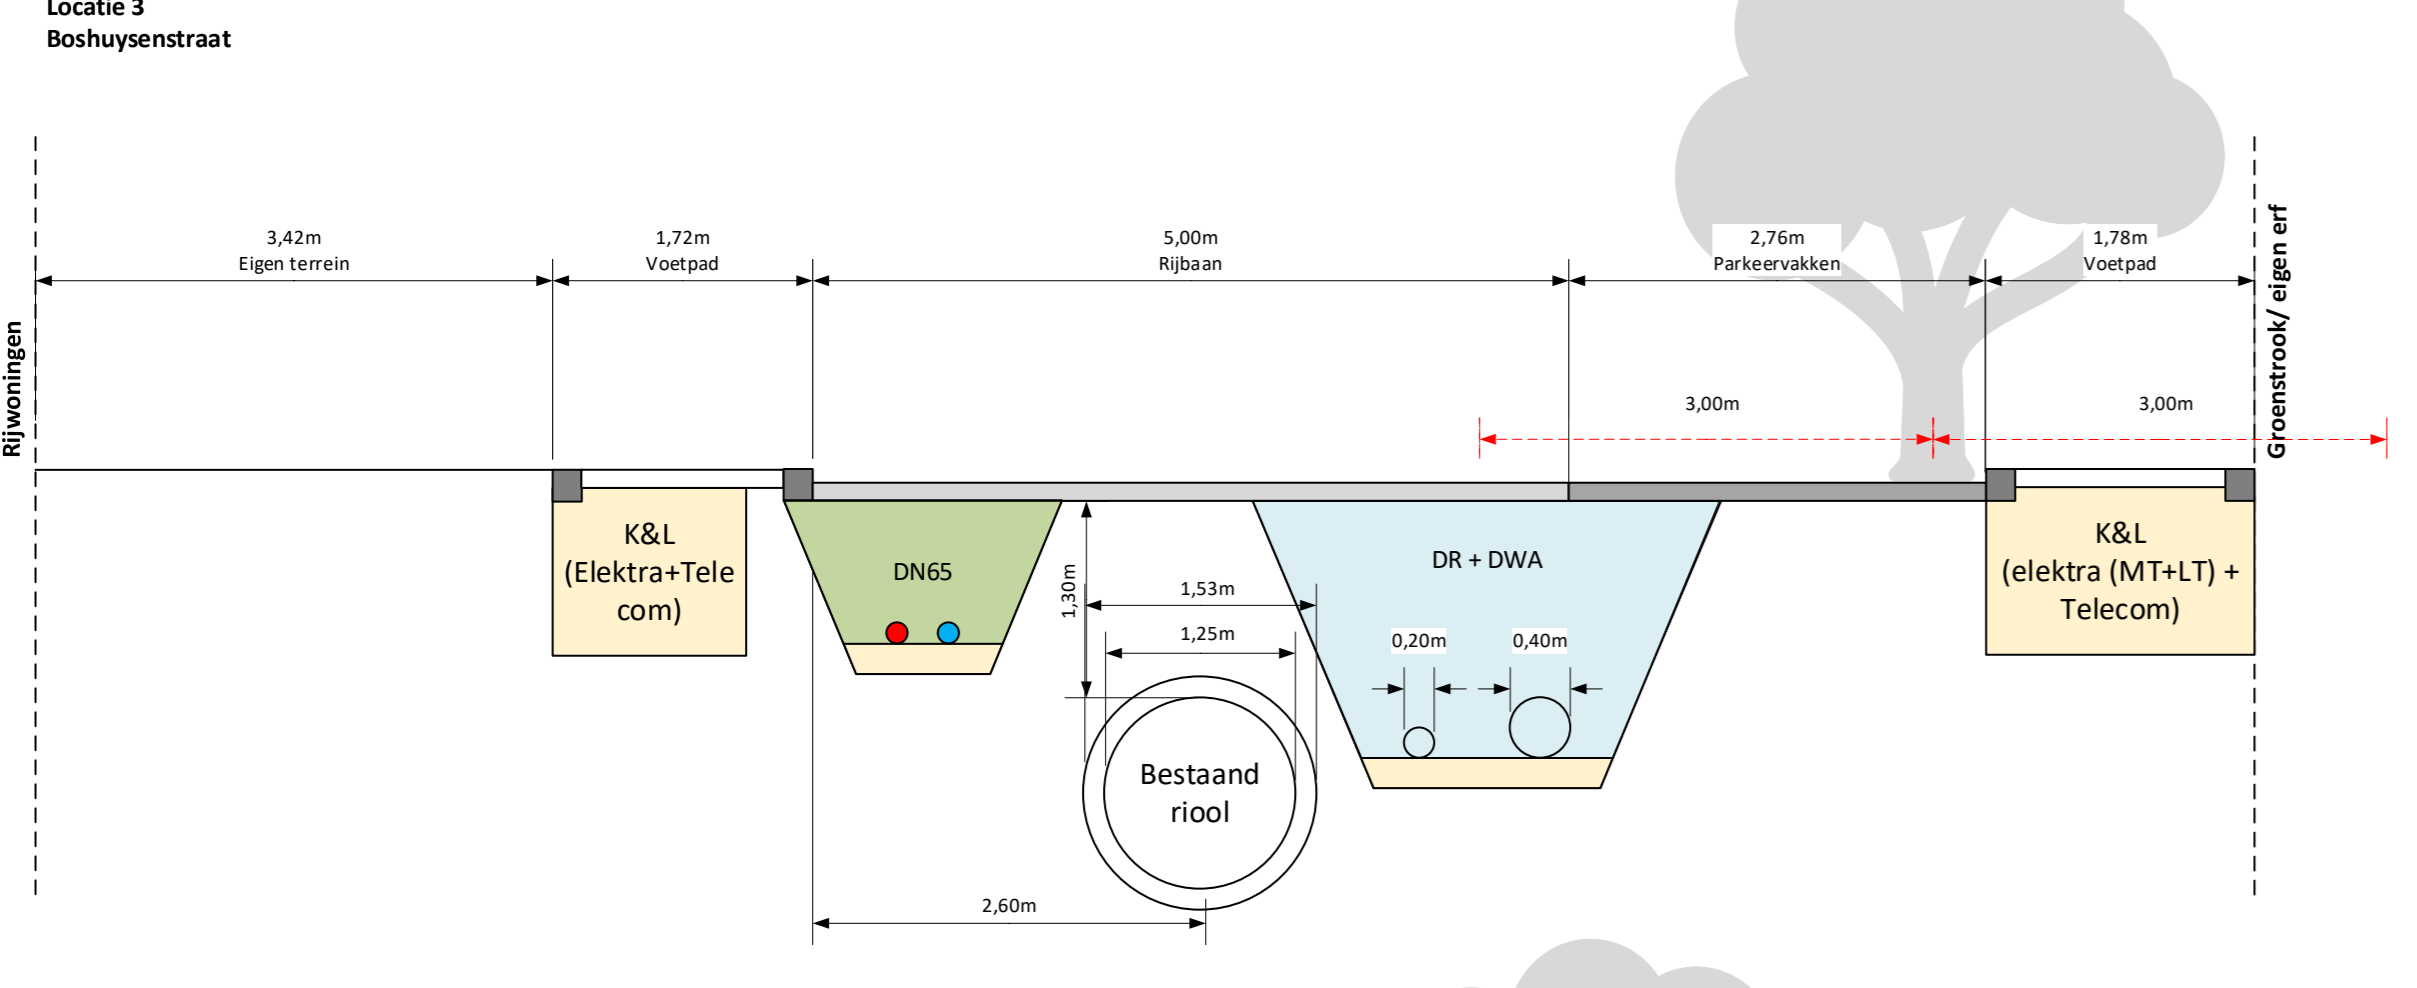 Locatie 3
Boshuysenstraat
3,42m
Eigen terrein
1,72m
Voetpad
5,00m
Rijbaan
2,76m
Parkeervakken
1,78m
Voetpad
Rijwoningen
Groenstrook/ eigen erf
3,00m
3,00m
K&L
(Elektra+Tele
com)
DN65
1,30m
1,53m
1,25m
DR + DWA
0,20m
0,40m
K&L
(elektra (MT+LT) +
Telecom)
Bestaand
riool
2,60m